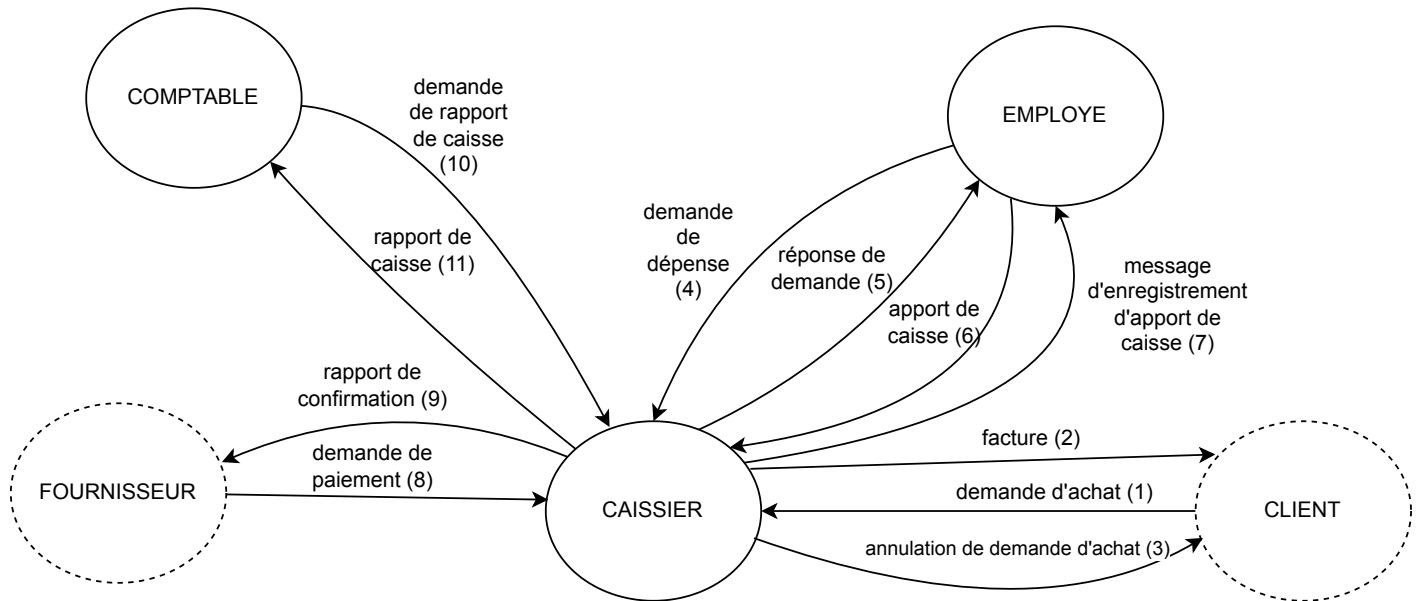 COMPTABLE
demande
de rapport
de caisse
(10)
EMPLOYE
rapport de
caisse (11)
demande
de
dépense
(4)
réponse de
demande (5)
apport de
caisse (6)
message
d'enregistrement
d'apport de
caisse (7)
rapport de
confirmation (9)
demande de
paiement (8)
FOURNISSEUR
CAISSIER
facture (2)
demande d'achat (1)
annulation de demande d'achat (3)
CLIENT